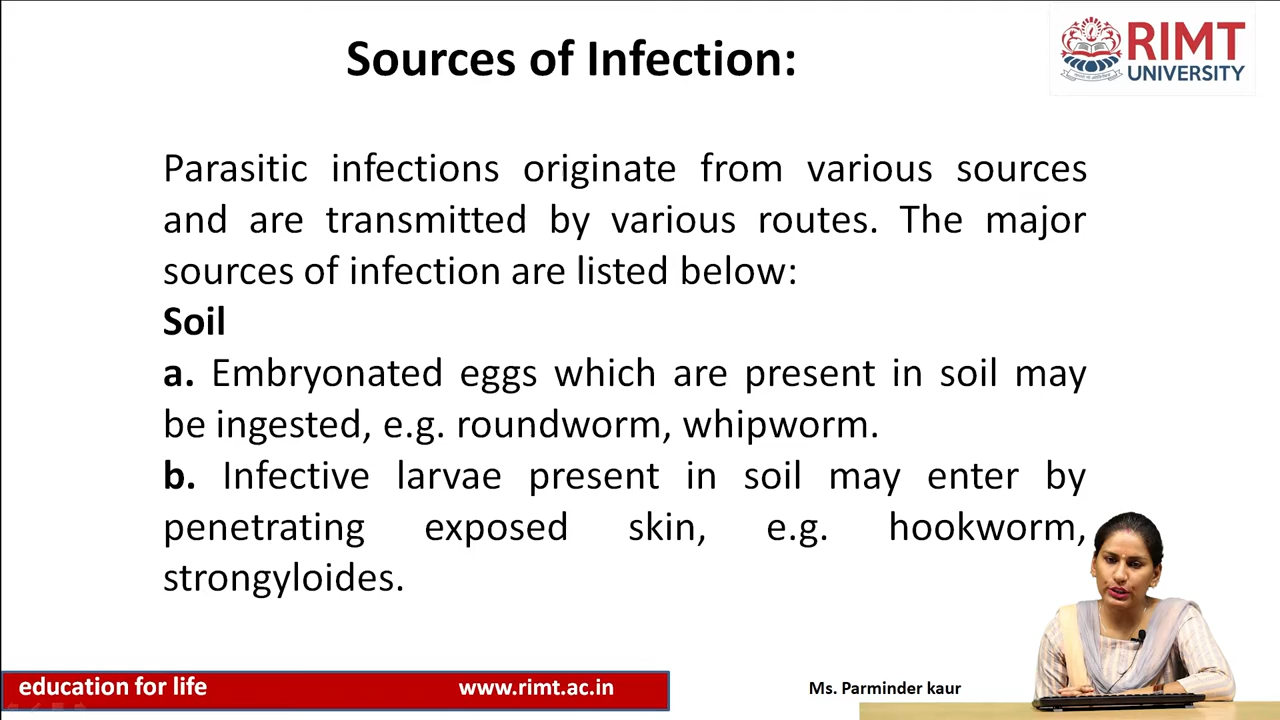 Sources of Infection:
RIMT
UNIVERSITY
Parasitic infections originate from various sources
and are transmitted by various routes. The major
sources of infection are listed below:
Soil
a. Embryonated eggs which are present in soil may
be ingested, e.g. roundworm, whipworm.
b. Infective larvae present in soil may enter by
penetrating exposed skin, e.g. hookworm,
strongyloides.
education for life www.rimt.ac.in Ms. Parminder kaur